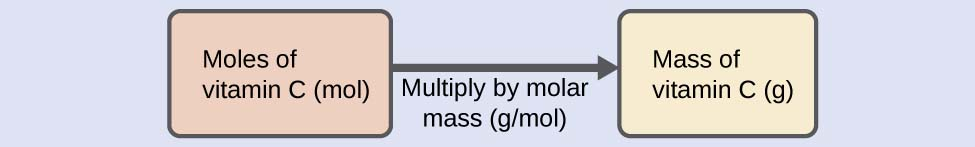 Moles of
vitamin C (mol)
Multiply by molar
mass (g/mol)
Mass of
vitamin C (g)